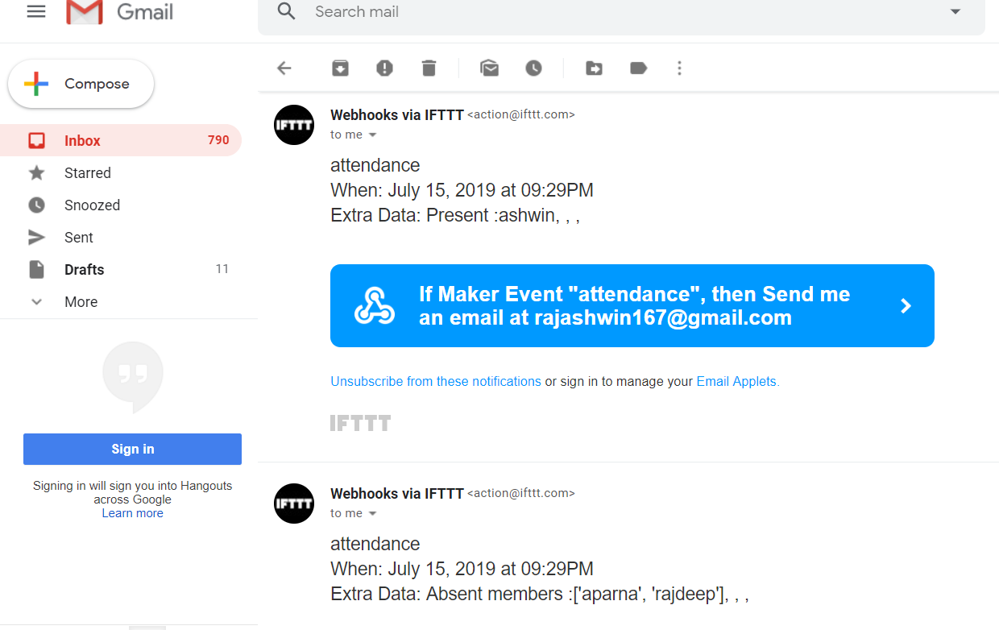 Gmail
Search mail
Compose
Inbox 790
Starred
Snoozed
Sent
Drafts 11
More
Sign in
Signing in will sign you into Hangouts
across Google
Learn more
IFTTT
Webhooks via IFTTT <action@ifttt.com>
to me
attendance
When: July 15, 2019 at 09:29PM
Extra Data: Present :ashwin, , ,
If Maker Event "attendance", then Send me
an email at rajashwin167@gmail.com
Unsubscribe from these notifications or sign in to manage your Email Applets.
IFTTT
IFTTT
Webhooks via IFTTT <action@ifttt.com>
to me
attendance
When: July 15, 2019 at 09:29PM
Extra Data: Absent members :['aparna', 'rajdeep'], , ,